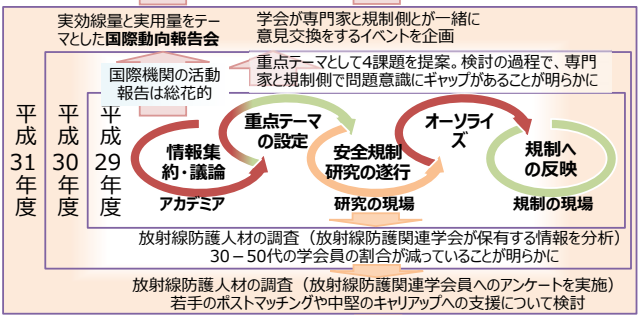 実効線量と実用量をテー
マとした国際動向報告会
学会が専門家と規制側とが一緒に
意見交換をするイベントを企画
国際機関の活動
報告は総花的
重点テーマとして4課題を提案。検討の過程で、専門
家と規制側で問題意識にギャップがあることが明らかに
平成31年度
平成30年度
平成29年度
情報集
約・議論
アカデミア
重点テーマ
の設定
安全規制
研究の遂行
研究の現場
オーソライ
ズ
規制へ
の反映
規制の現場
放射線防護人材の調査（放射線防護関連学会が保有する情報を分析）
30－50代の学会員の割合が減っていることが明らかに
放射線防護人材の調査（放射線防護関連学会員へのアンケートを実施）
若手のポストマッチングや中堅のキャリアップへの支援について検討